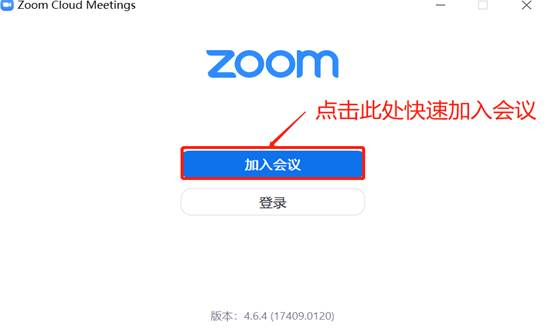 Zoom Cloud Meetings
zoom
点击此处快速加入会议
加入会议
登录
版本：4.6.4 (17409.0120)